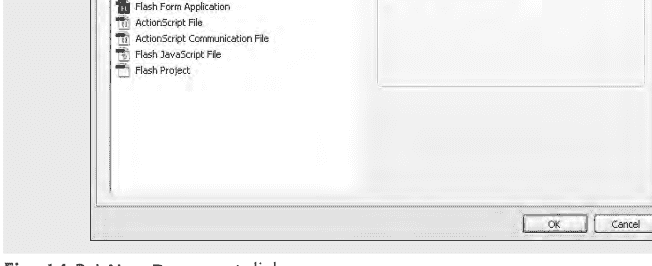 Flash Form Application
ActionScript File
ActionScript Communication File
Flash JavaScript File
Flash Project
OK Cancel